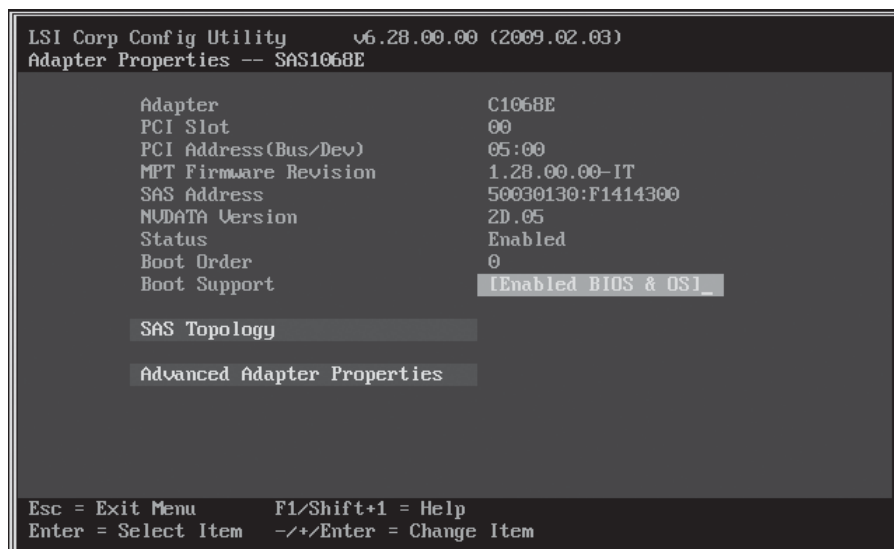 LSI Corp Config Utility v6.28.00.00 (2009.02.03)
Adapter Properties -- SAS1068E
Adapter C1068E
PCI Slot 00
PCI Address(Bus/Dev) 05:00
MPT Firmware Revision 1.28.00.00-IT
SAS Address 50030130:F1414300
NVDATA Version 2D.05
Status Enabled
Boot Order 0
Boot Support [Enabled BIOS & OS]_
SAS Topology
Advanced Adapter Properties
Esc = Exit Menu F1/Shift+1 = Help
Enter = Select Item -/+/Enter = Change Item